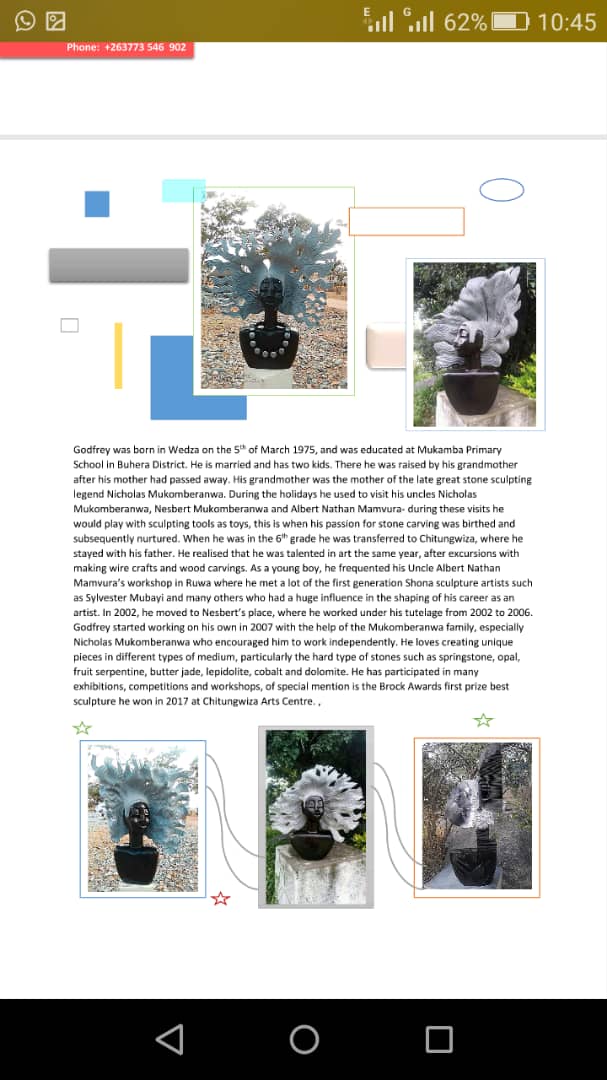 E G 62% 10:45
Phone: +263773 546 902
Godfrey was born in Wedza on the 5th of March 1975, and was educated at Mukamba Primary
School in Buhera District. He is married and has two kids. There he was raised by his grandmother
after his mother had passed away. His grandmother was the mother of the late great stone sculpting
legend Nicholas Mukomberanwa. During the holidays he used to visit his uncles Nicholas
Mukomberanwa, Nesbert Mukomberanwa and Albert Nathan Mamvura- during these visits he
would play with sculpting tools as toys, this is when his passion for stone carving was birthed and
subsequently nurtured. When he was in the 6th grade he was transferred to Chitungwiza, where he
stayed with his father. He realised that he was talented in art the same year, after excursions with
making wire crafts and wood carvings. As a young boy, he frequented his Uncle Albert Nathan
Mamvura's workshop in Ruwa where he met a lot of the first generation Shona sculpture artists such
as Sylvester Mubayi and many others who had a huge influence in the shaping of his career as an
artist. In 2002, he moved to Nesbert's place, where he worked under his tutelage from 2002 to 2006.
Godfrey started working on his own in 2007 with the help of the Mukomberanwa family, especially
Nicholas Mukomberanwa who encouraged him to work independently. He loves creating unique
pieces in different types of medium, particularly the hard type of stones such as springstone, opal,
fruit serpentine, butter jade, lepidolite, cobalt and dolomite. He has participated in many
exhibitions, competitions and workshops, of special mention is the Brock Awards first prize best
sculpture he won in 2017 at Chitungwiza Arts Centre. ,